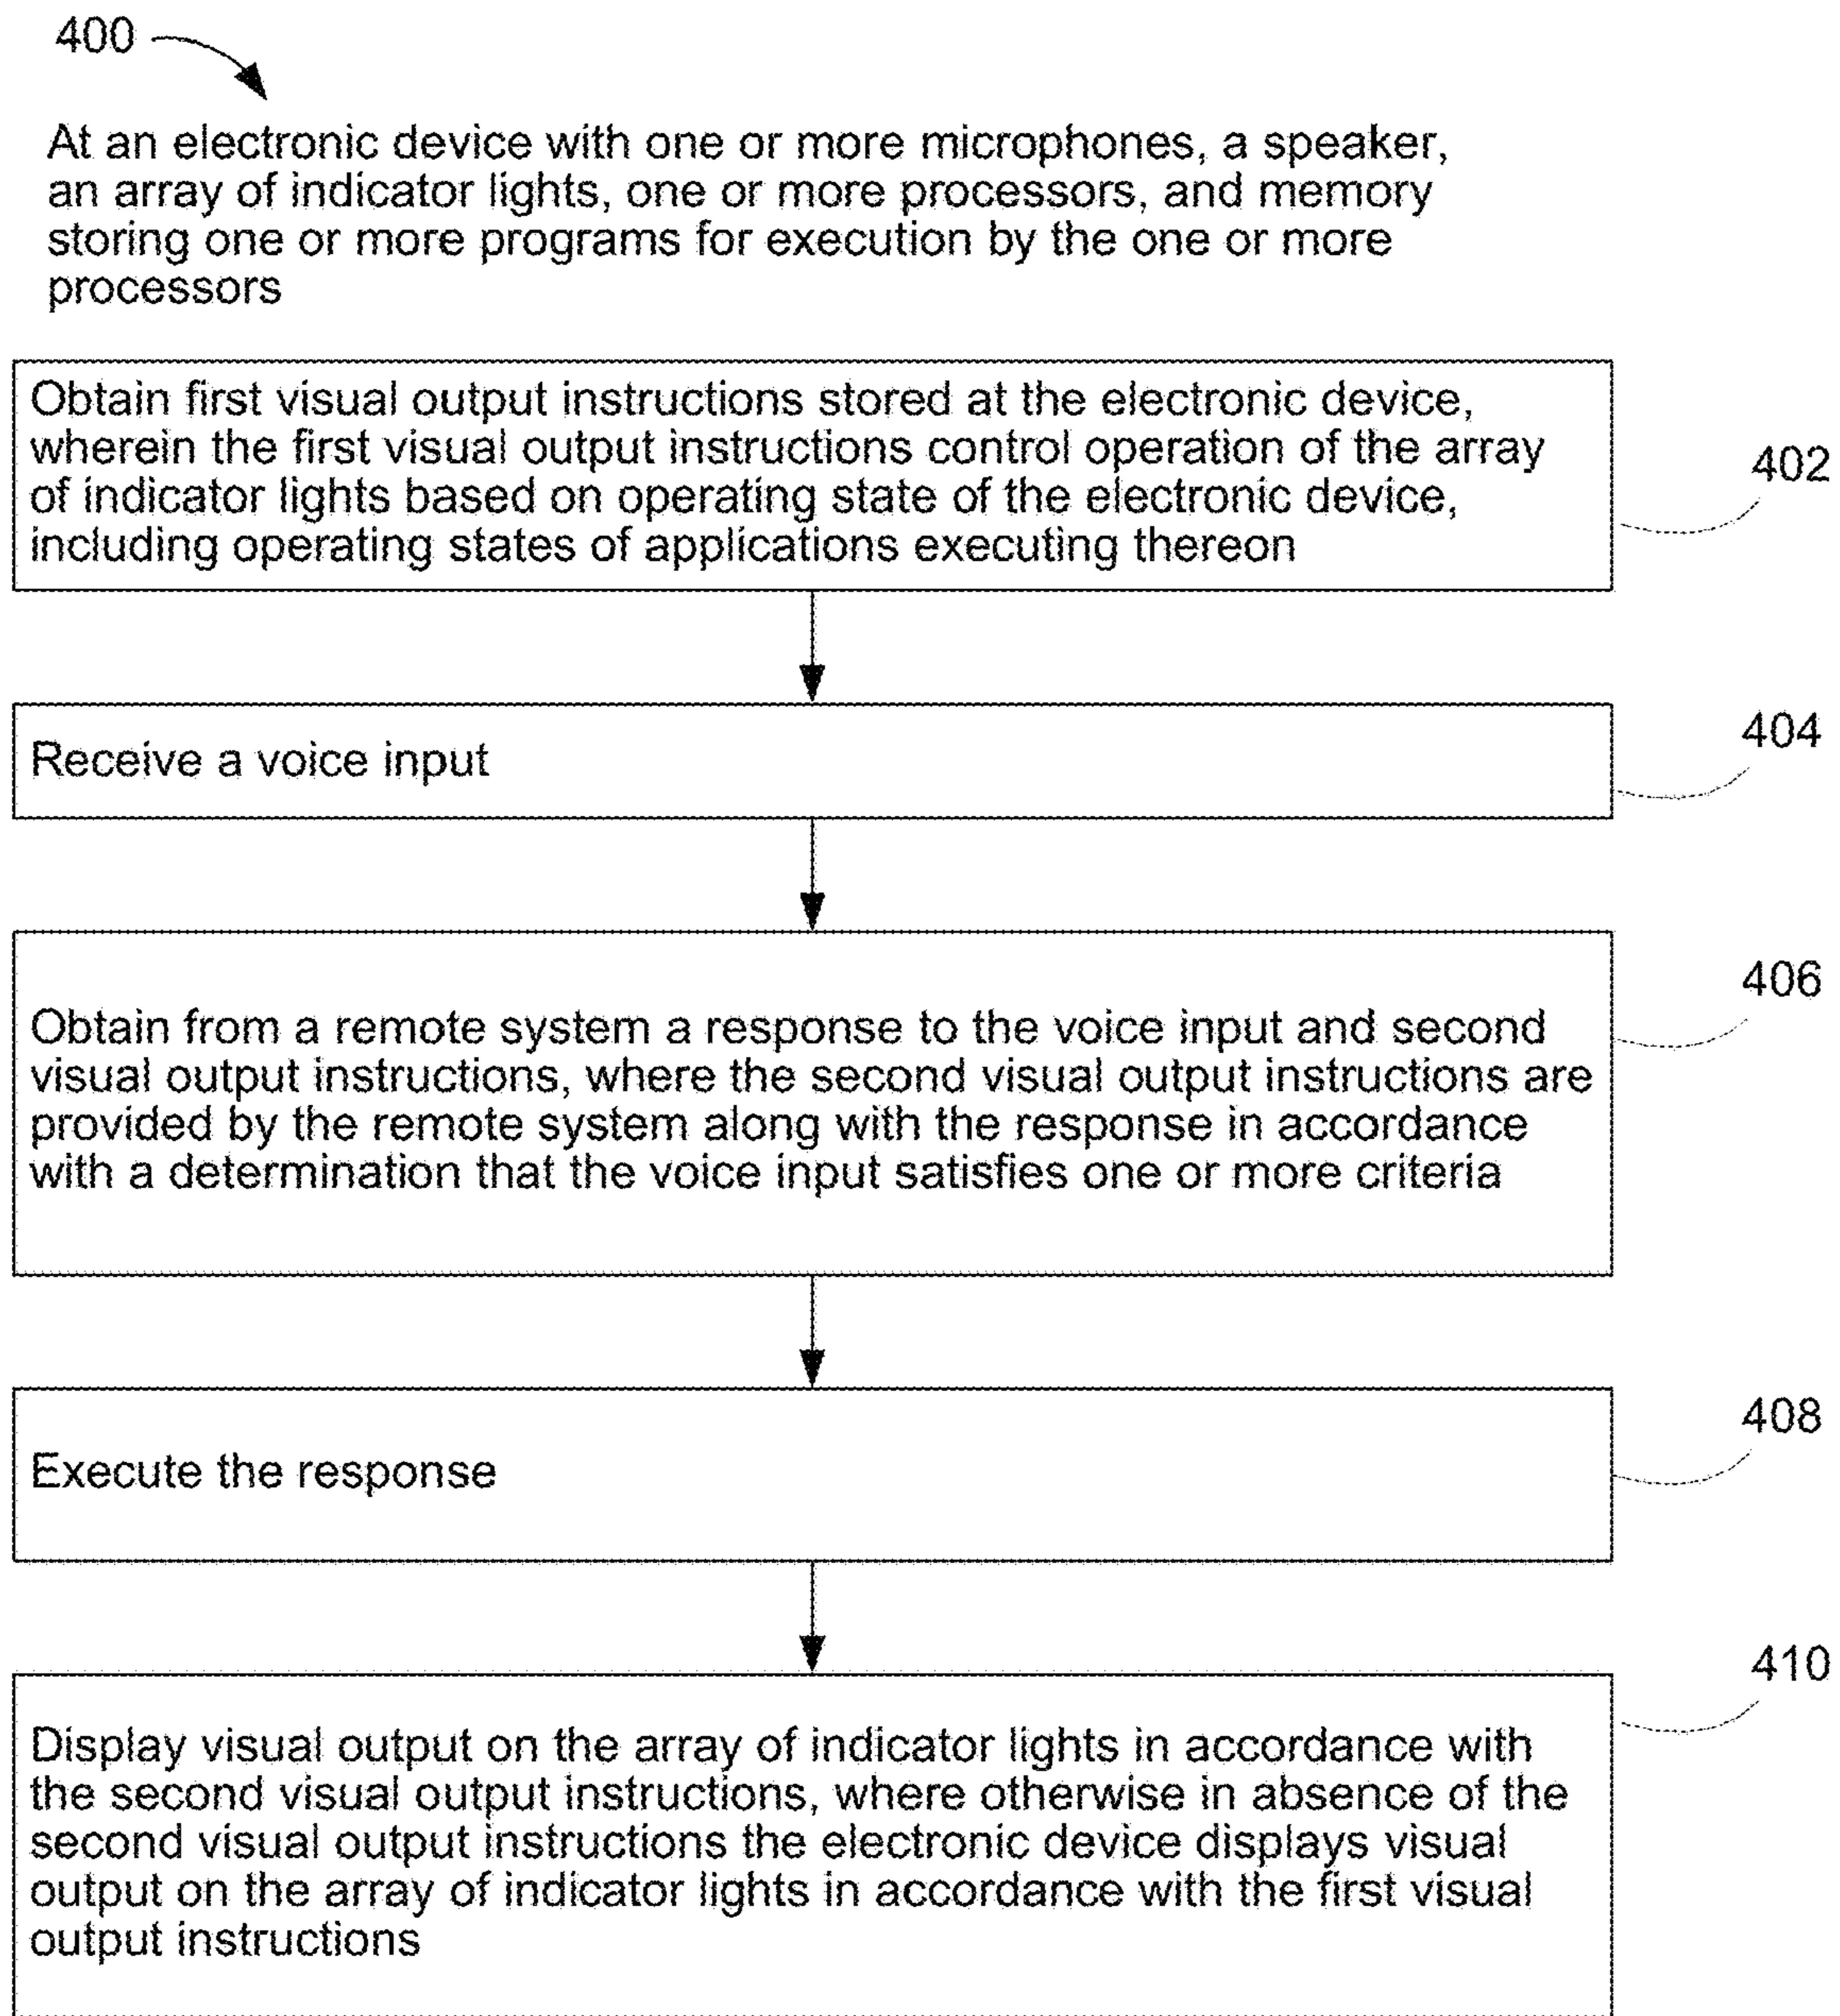 400
At an electronic device with one or more microphones, a speaker,
an array of indicator lights, one or more processors, and memory
storing one or more programs for execution by the one or more
processors
Obtain first visual output instructions stored at the electronic device,
wherein the first visual output instructions control operation of the array
of indicator lights based on operating state of the electronic device,
including operating states of applications executing thereon
402
Receive a voice input
404
Obtain from a remote system a response to the voice input and second
visual output instructions, where the second visual output instructions are
provided by the remote system along with the response in accordance
with a determination that the voice input satisfies one or more criteria
406
Execute the response
408
Display visual output on the array of indicator lights in accordance with
the second visual output instructions, where otherwise in absence of the
second visual output instructions the electronic device displays visual
output on the array of indicator lights in accordance with the first visual
output instructions
410